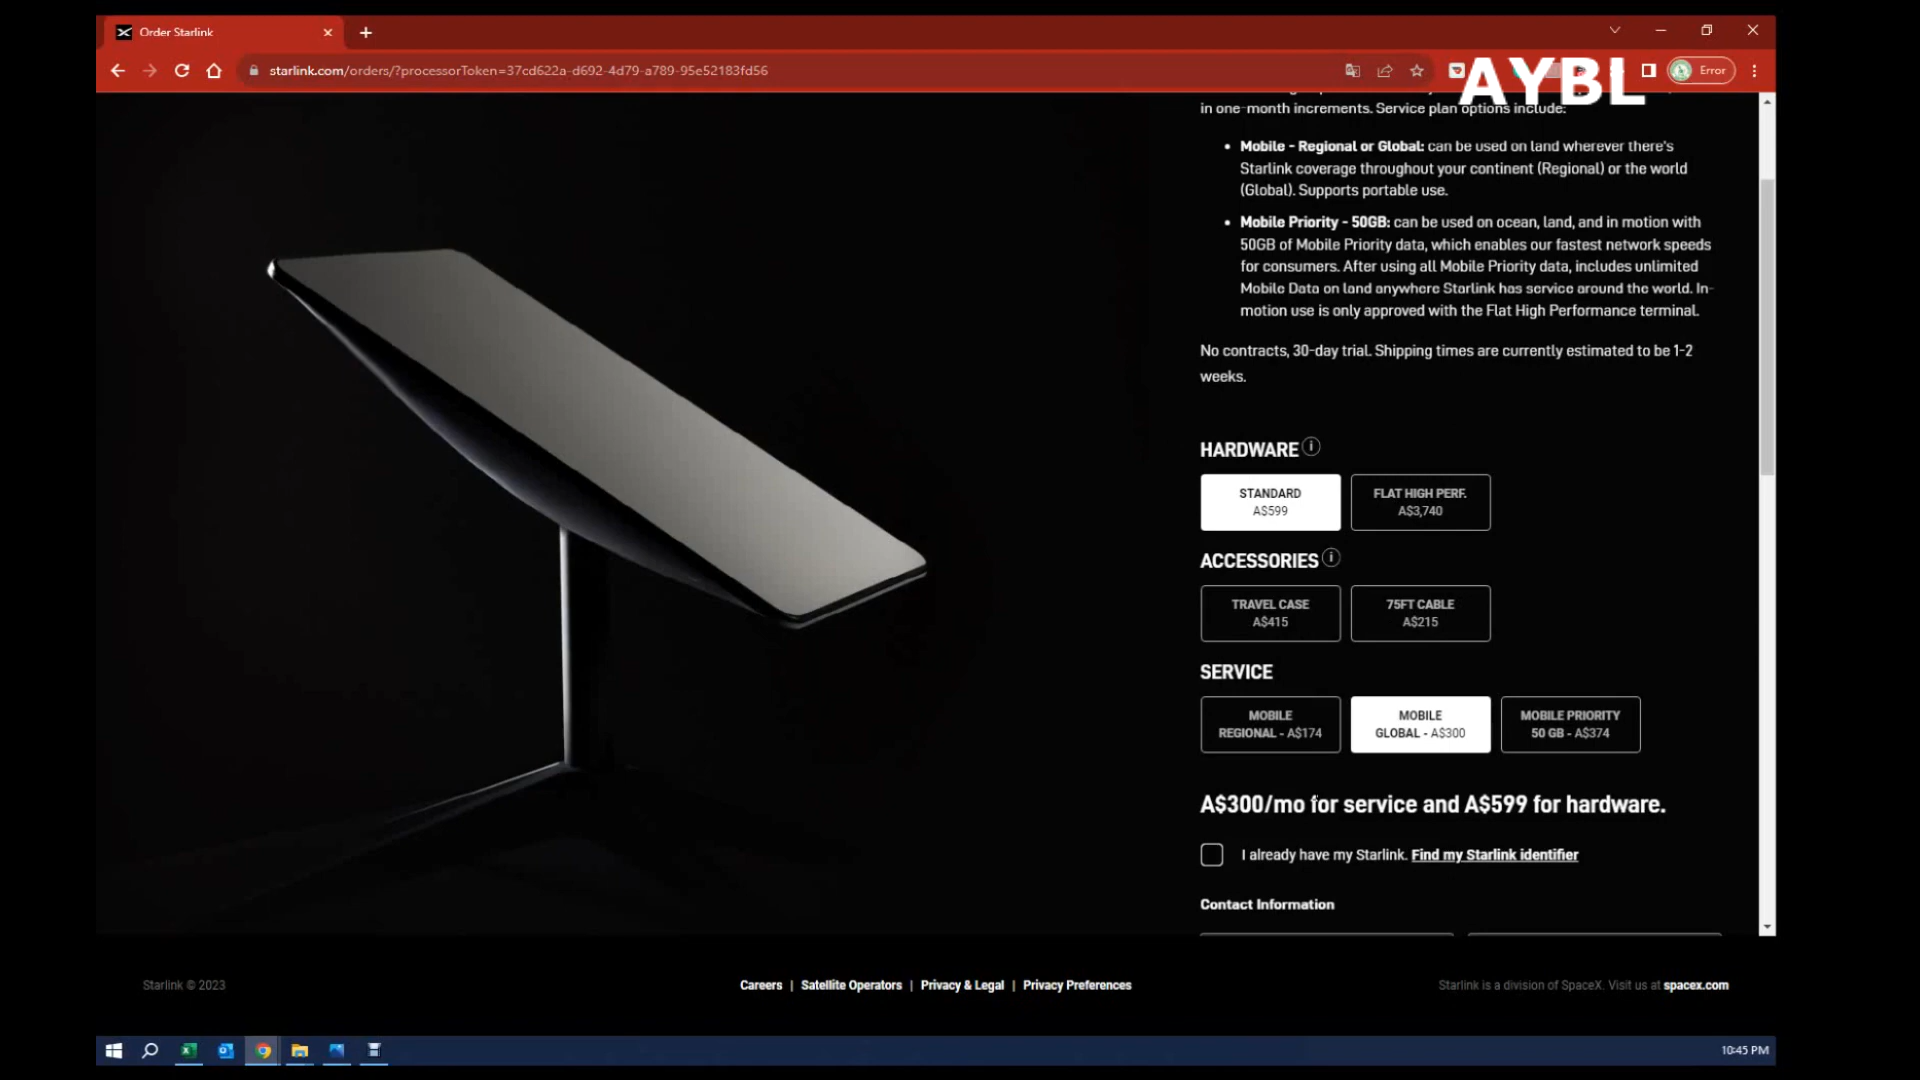 Order Starlink
starlink.com/orders/?processorToken=37cd622a-d692-4d79-a789-95e52183fd56
Error
AYBL
in one-month increments. Service plan options include:
• Mobile - Regional or Global: can be used on land wherever there's
Starlink coverage throughout your continent (Regional) or the world
(Global). Supports portable use.
• Mobile Priority - 50GB: can be used on ocean, land, and in motion with
50GB of Mobile Priority data, which enables our fastest network speeds
for consumers. After using all Mobile Priority data, includes unlimited
Mobile Data on land anywhere Starlink has service around the world. In-
motion use is only approved with the Flat High Performance terminal.
No contracts, 30-day trial. Shipping times are currently estimated to be 1-2
weeks.
HARDWARE
STANDARD
A$599
FLAT HIGH PERF.
A$3,740
ACCESSORIES
TRAVEL CASE
A$415
75FT CABLE
A$215
SERVICE
MOBILE
REGIONAL - A$174
MOBILE
GLOBAL - A$300
MOBILE PRIORITY
50 GB - A$374
A$300/mo for service and A$599 for hardware.
I already have my Starlink. Find my Starlink identifier
Contact Information
Starlink © 2023
Careers | Satellite Operators | Privacy & Legal | Privacy Preferences
Starlink is a division of SpaceX. Visit us at spacex.com
10:45 PM